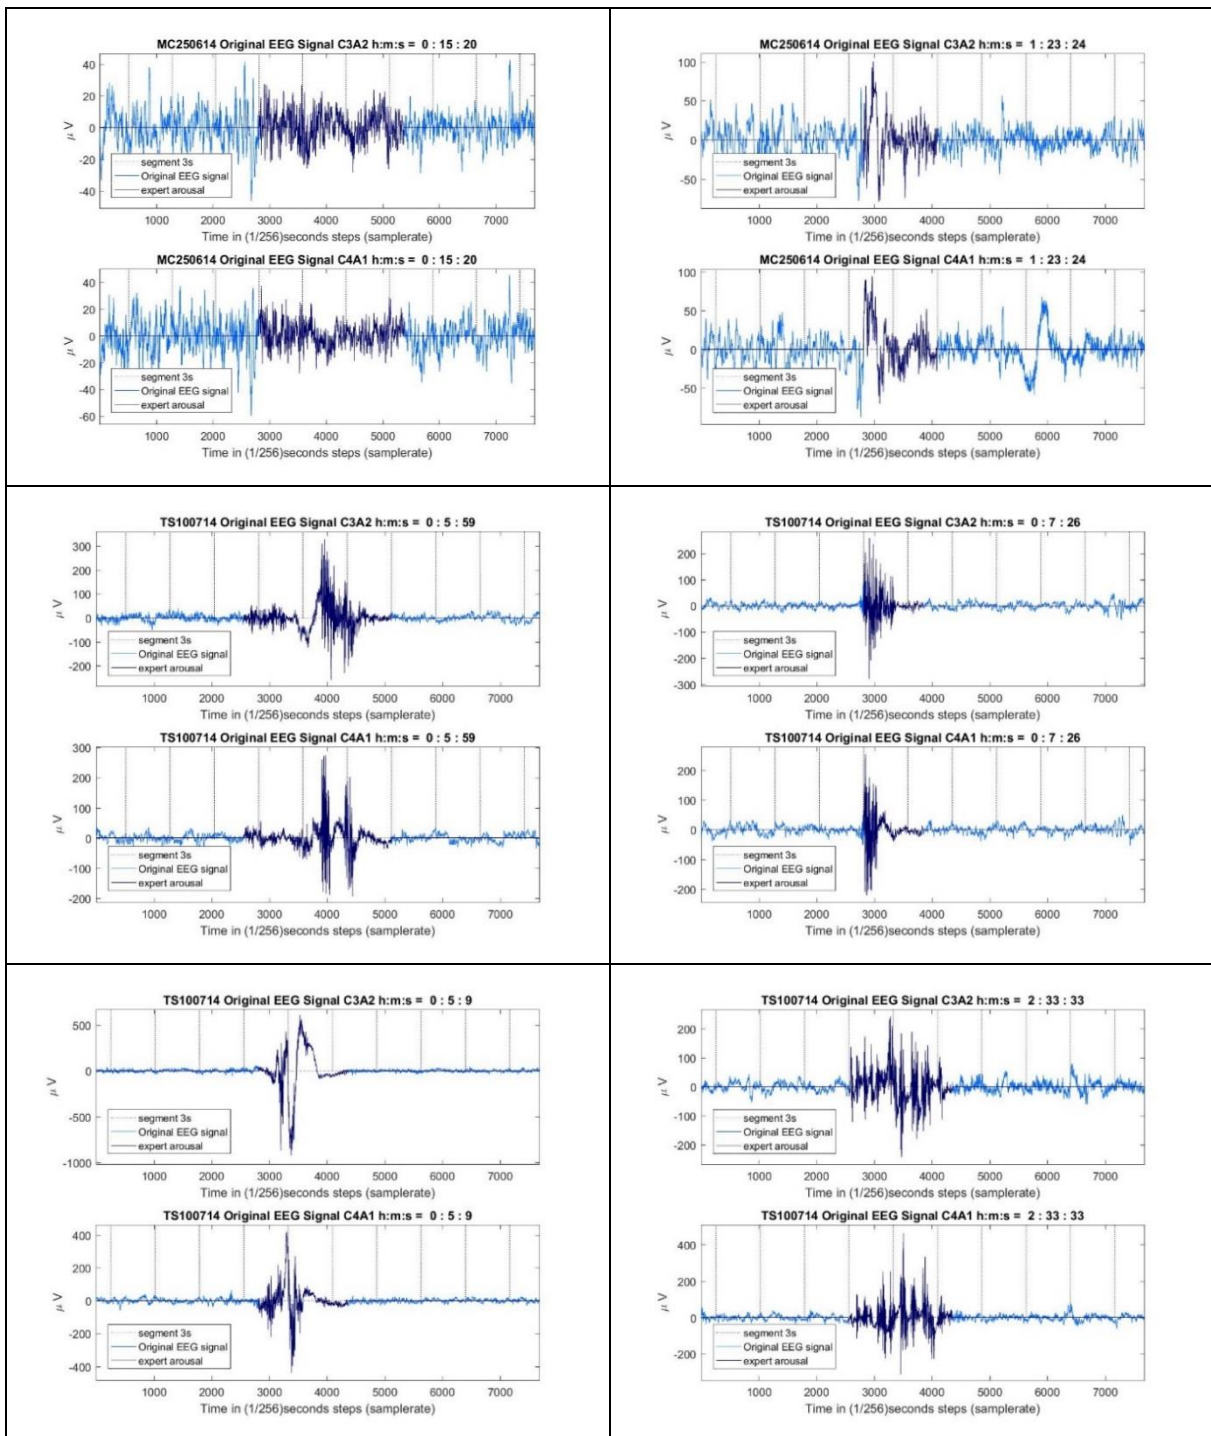 MC250614 Original EEG Signal C3A2 h:m:s = 0 : 15 : 20
40
20
0
-20
-40
μ V
segment 3s
Original EEG signal
expert arousal
1000 2000 3000 4000 5000 6000 7000
Time in (1/256)seconds steps (samplerate)
MC250614 Original EEG Signal C4A1 h:m:s = 0 : 15 : 20
40
20
0
-20
-40
-60
μ V
segment 3s
Original EEG signal
expert arousal
1000 2000 3000 4000 5000 6000 7000
Time in (1/256)seconds steps (samplerate)
MC250614 Original EEG Signal C3A2 h:m:s = 1 : 23 : 24
100
50
0
-50
μ V
segment 3s
Original EEG signal
expert arousal
1000 2000 3000 4000 5000 6000 7000
Time in (1/256)seconds steps (samplerate)
MC250614 Original EEG Signal C4A1 h:m:s = 1 : 23 : 24
100
50
0
-50
μ V
segment 3s
Original EEG signal
expert arousal
1000 2000 3000 4000 5000 6000 7000
Time in (1/256)seconds steps (samplerate)
TS100714 Original EEG Signal C3A2 h:m:s = 0 : 5 : 59
300
200
100
0
-100
-200
μ V
segment 3s
Original EEG signal
expert arousal
1000 2000 3000 4000 5000 6000 7000
Time in (1/256)seconds steps (samplerate)
TS100714 Original EEG Signal C4A1 h:m:s = 0 : 5 : 59
300
200
100
0
-100
-200
μ V
segment 3s
Original EEG signal
expert arousal
1000 2000 3000 4000 5000 6000 7000
Time in (1/256)seconds steps (samplerate)
TS100714 Original EEG Signal C3A2 h:m:s = 0 : 7 : 26
200
100
0
-100
-200
-300
μ V
segment 3s
Original EEG signal
expert arousal
1000 2000 3000 4000 5000 6000 7000
Time in (1/256)seconds steps (samplerate)
TS100714 Original EEG Signal C4A1 h:m:s = 0 : 7 : 26
200
100
0
-100
-200
μ V
segment 3s
Original EEG signal
expert arousal
1000 2000 3000 4000 5000 6000 7000
Time in (1/256)seconds steps (samplerate)
TS100714 Original EEG Signal C3A2 h:m:s = 0 : 5 : 9
500
0
-500
-1000
μ V
segment 3s
Original EEG signal
expert arousal
1000 2000 3000 4000 5000 6000 7000
Time in (1/256)seconds steps (samplerate)
TS100714 Original EEG Signal C4A1 h:m:s = 0 : 5 : 9
400
200
0
-200
-400
μ V
segment 3s
Original EEG signal
expert arousal
1000 2000 3000 4000 5000 6000 7000
Time in (1/256)seconds steps (samplerate)
TS100714 Original EEG Signal C3A2 h:m:s = 2 : 33 : 33
200
100
0
-100
-200
μ V
segment 3s
Original EEG signal
expert arousal
1000 2000 3000 4000 5000 6000 7000
Time in (1/256)seconds steps (samplerate)
TS100714 Original EEG Signal C4A1 h:m:s = 2 : 33 : 33
400
200
0
-200
μ V
segment 3s
Original EEG signal
expert arousal
1000 2000 3000 4000 5000 6000 7000
Time in (1/256)seconds steps (samplerate)